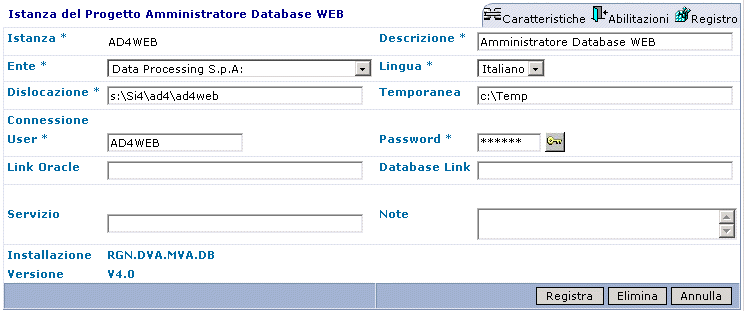 Istanza del Progetto Amministratore Database WEB
Caratteristiche Abilitazioni Registro
Istanza * AD4WEB Descrizione * Amministratore Database WEB
Ente * Data Processing S.p.A: Lingua * Italiano
Dislocazione * s:\Si4\ad4\ad4web Temporanea c:\Temp
Connessione
User * AD4WEB Password * ******
Link Oracle Database Link
Servizio Note
Installazione RGN.DVA.MVA.DB
Versione V4.0
Registra Elimina Annulla